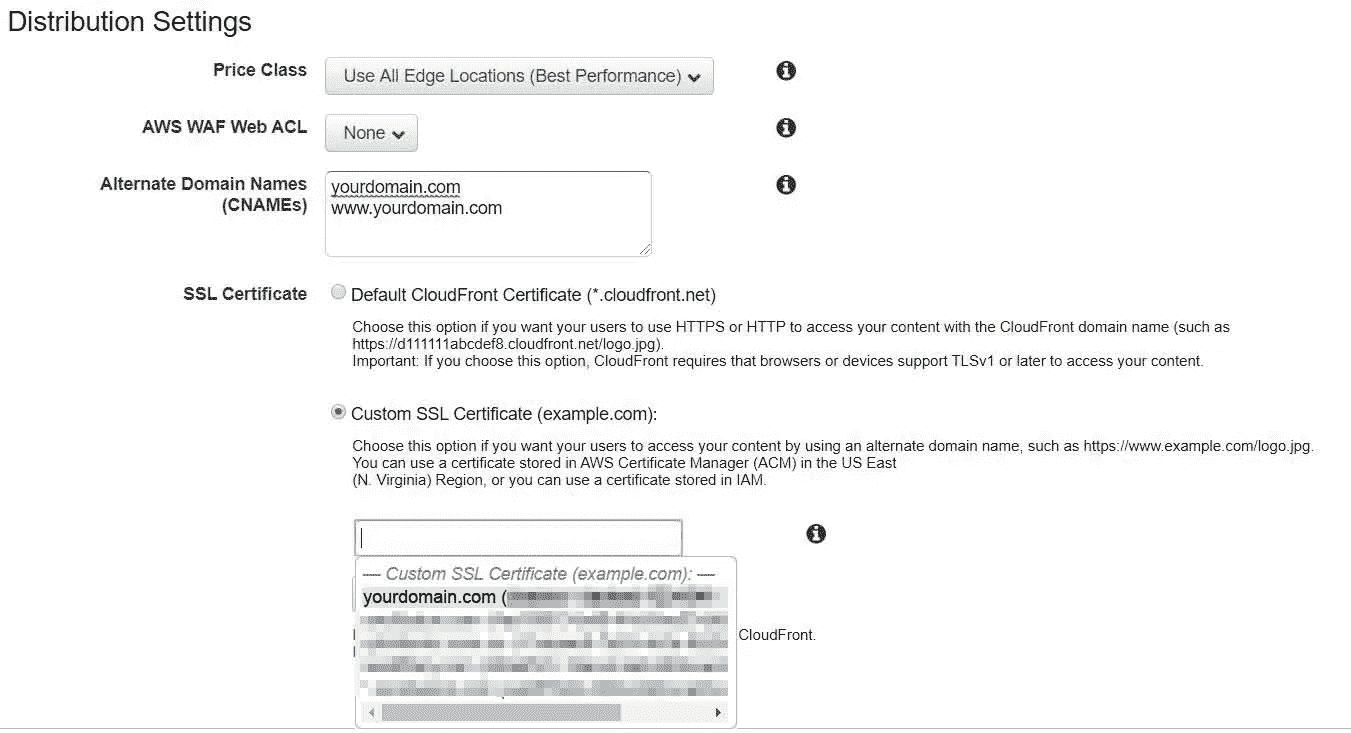 Distribution Settings
Price Class
Use All Edge Locations (Best Performance)
AWS WAF Web ACL
None
Alternate Domain Names
(CNAMEs)
yourdomain.com
www.yourdomain.com
SSL Certificate
Default CloudFront Certificate (*.cloudfront.net)
Choose this option if you want your users to use HTTPS or HTTP to access your content with the CloudFront domain name (such as
https://d111111abcdef8.cloudfront.net/logo.jpg).
Important: If you choose this option, CloudFront requires that browsers or devices support TLSv1 or later to access your content.
Custom SSL Certificate (example.com):
Choose this option if you want your users to access your content by using an alternate domain name, such as https://www.example.com/logo.jpg.
You can use a certificate stored in AWS Certificate Manager (ACM) in the US East
(N. Virginia) Region, or you can use a certificate stored in IAM.
---- Custom SSL Certificate (example.com): ----
yourdomain.com (
CloudFront.